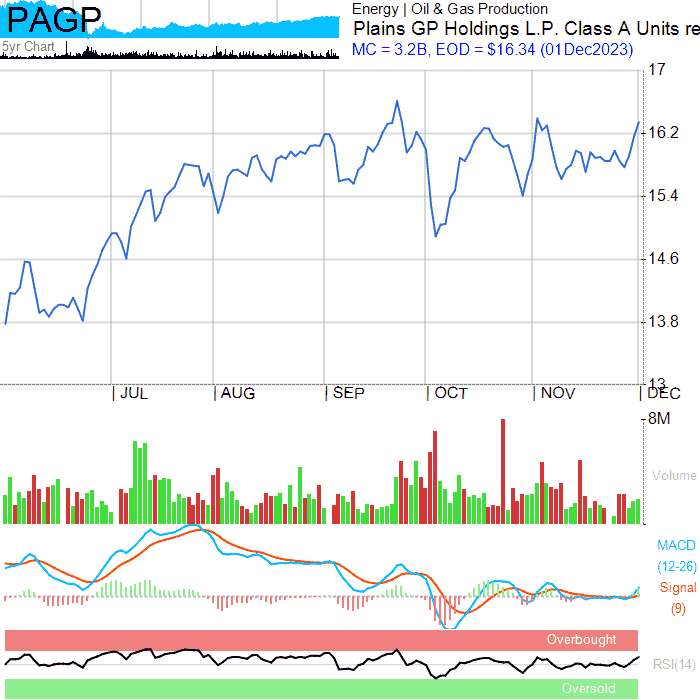 PAGP
Energy | Oil & Gas Production
Plains GP Holdings L.P. Class A Units re
5yr Chart
MC = 3.2B, EOD = $16.34 (01Dec2023)
17
16.2
15.4
14.6
13.8
13
JUL AUG SEP OCT NOV DEC
8M
Volume
MACD
(12-26)
Signal
(9)
Overbought
RSI(14)
Oversold